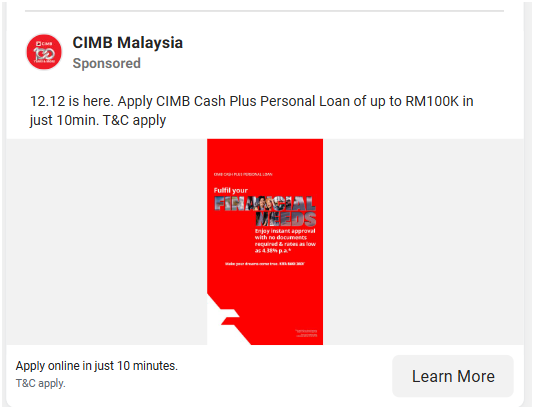 CIMB Malaysia
Sponsored
12.12 is here. Apply CIMB Cash Plus Personal Loan of up to RM100K in
just 10min. T&C apply
CIMB
100
CIMB CASH PLUS PERSONAL LOAN
Fulfil your
FINANCIAL
NEEDS
Enjoy instant approval
with no documents
required & rates as low
as 4.38% p.a.*
Make your dreams come true.
Apply online in just 10 minutes.
T&C apply.
Learn More